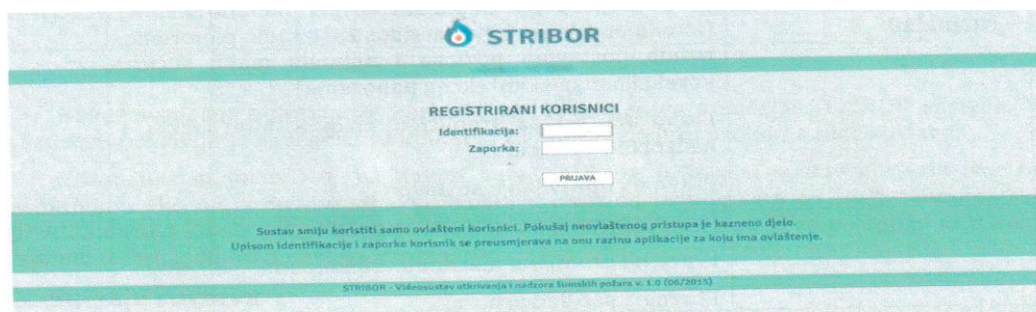 STRIBOR
REGISTRIRANI KORISNICI
Identifikacija:
Zaporka:
PRIJAVA
Sustav smiju koristiti samo ovlašteni korisnici. Pokušaj neovlaštenog pristupa je kazneno djelo.
Upisom identifikacije i zaporke korisnik se preusmjerava na onu razinu aplikacije za koju ima ovlaštenje.
STRIBOR - Videosustav otkrivanja i nadzora šumskih požara v. 1.0 (06/2015)